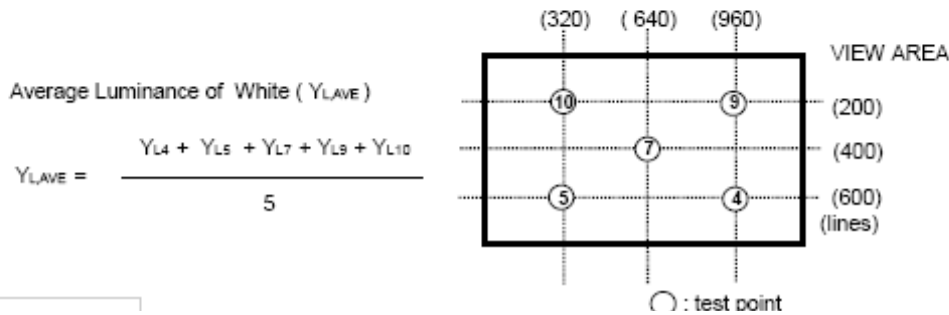 (320) ( 640) (960)
VIEW AREA
Average Luminance of White ( YL,AVE )
10 9 (200)
YL4 + YL5 + YL7 + YL9 + YL10
YL,AVE =
5
7 (400)
5 4 (600)
(lines)
: test point